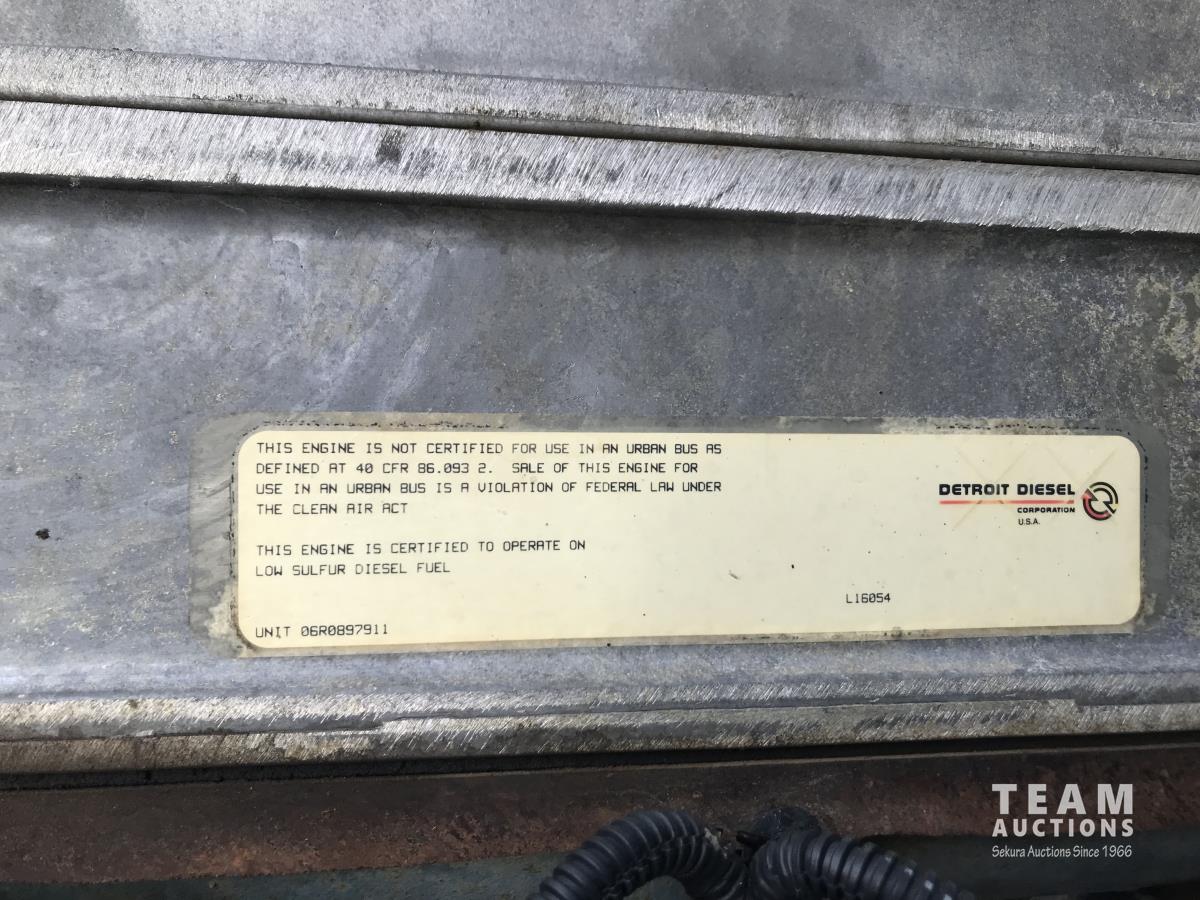 THIS ENGINE IS NOT CERTIFIED FOR USE IN AN URBAN BUS AS
DEFINED AT 40 CFR 86.093 2. SALE OF THIS ENGINE FOR
USE IN AN URBAN BUS IS A VIOLATION OF FEDERAL LAW UNDER
THE CLEAN AIR ACT
THIS ENGINE IS CERTIFIED TO OPERATE ON
LOW SULFUR DIESEL FUEL
UNIT 06R0897911
DETROIT DIESEL
CORPORATION
U.S.A.
L16054
TEAM
AUCTIONS
Sekura Auctions Since 1966